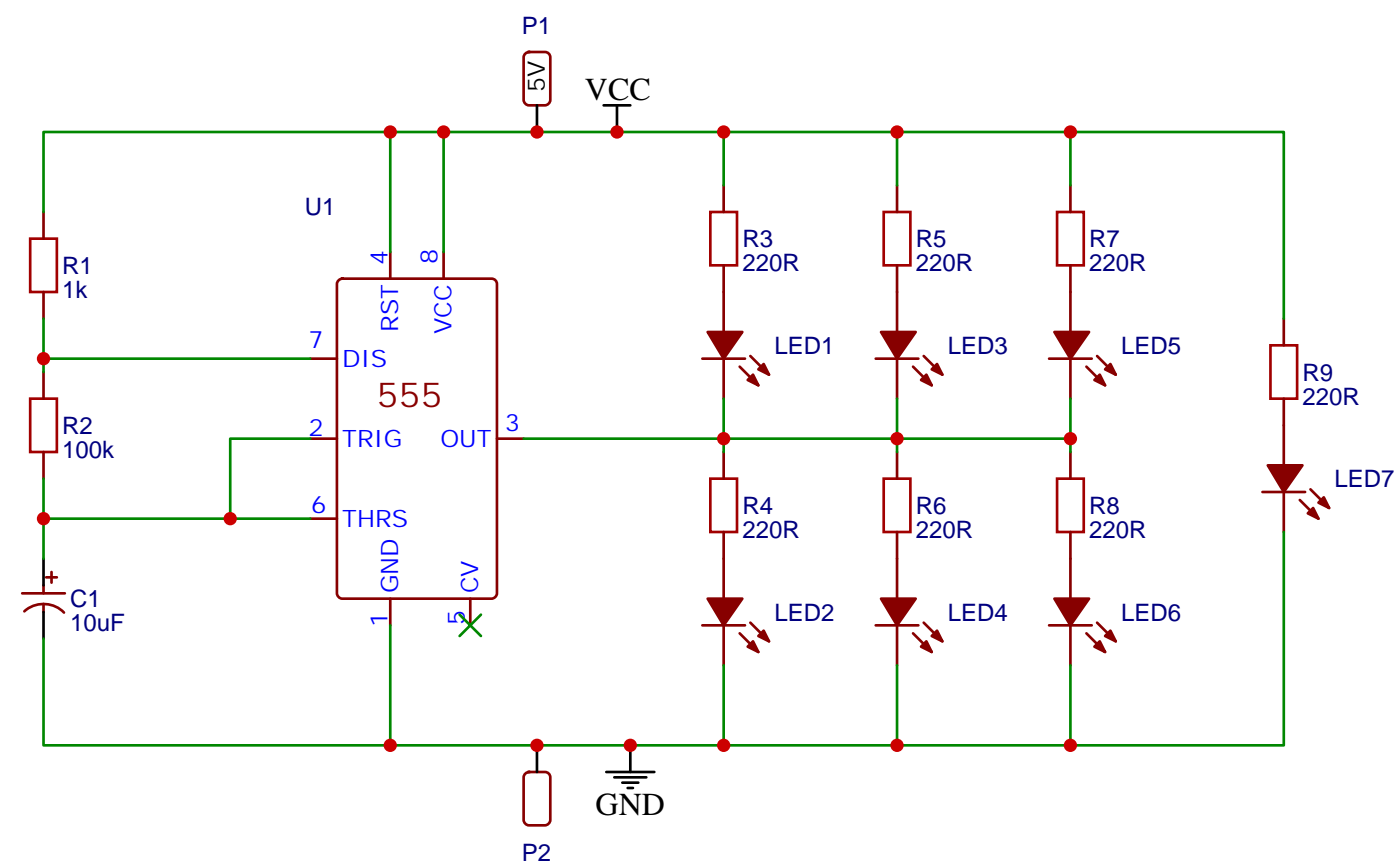 P1
5V
VCC
U1
R1
1k
R2
100k
C1
10uF
4
8
RST
VCC
7
DIS
555
2
TRIG
OUT
3
6
THRS
GND
CV
1
5
R3
220R
R5
220R
R7
220R
LED1
LED3
LED5
R9
220R
LED7
R4
220R
R6
220R
R8
220R
LED2
LED4
LED6
GND
P2